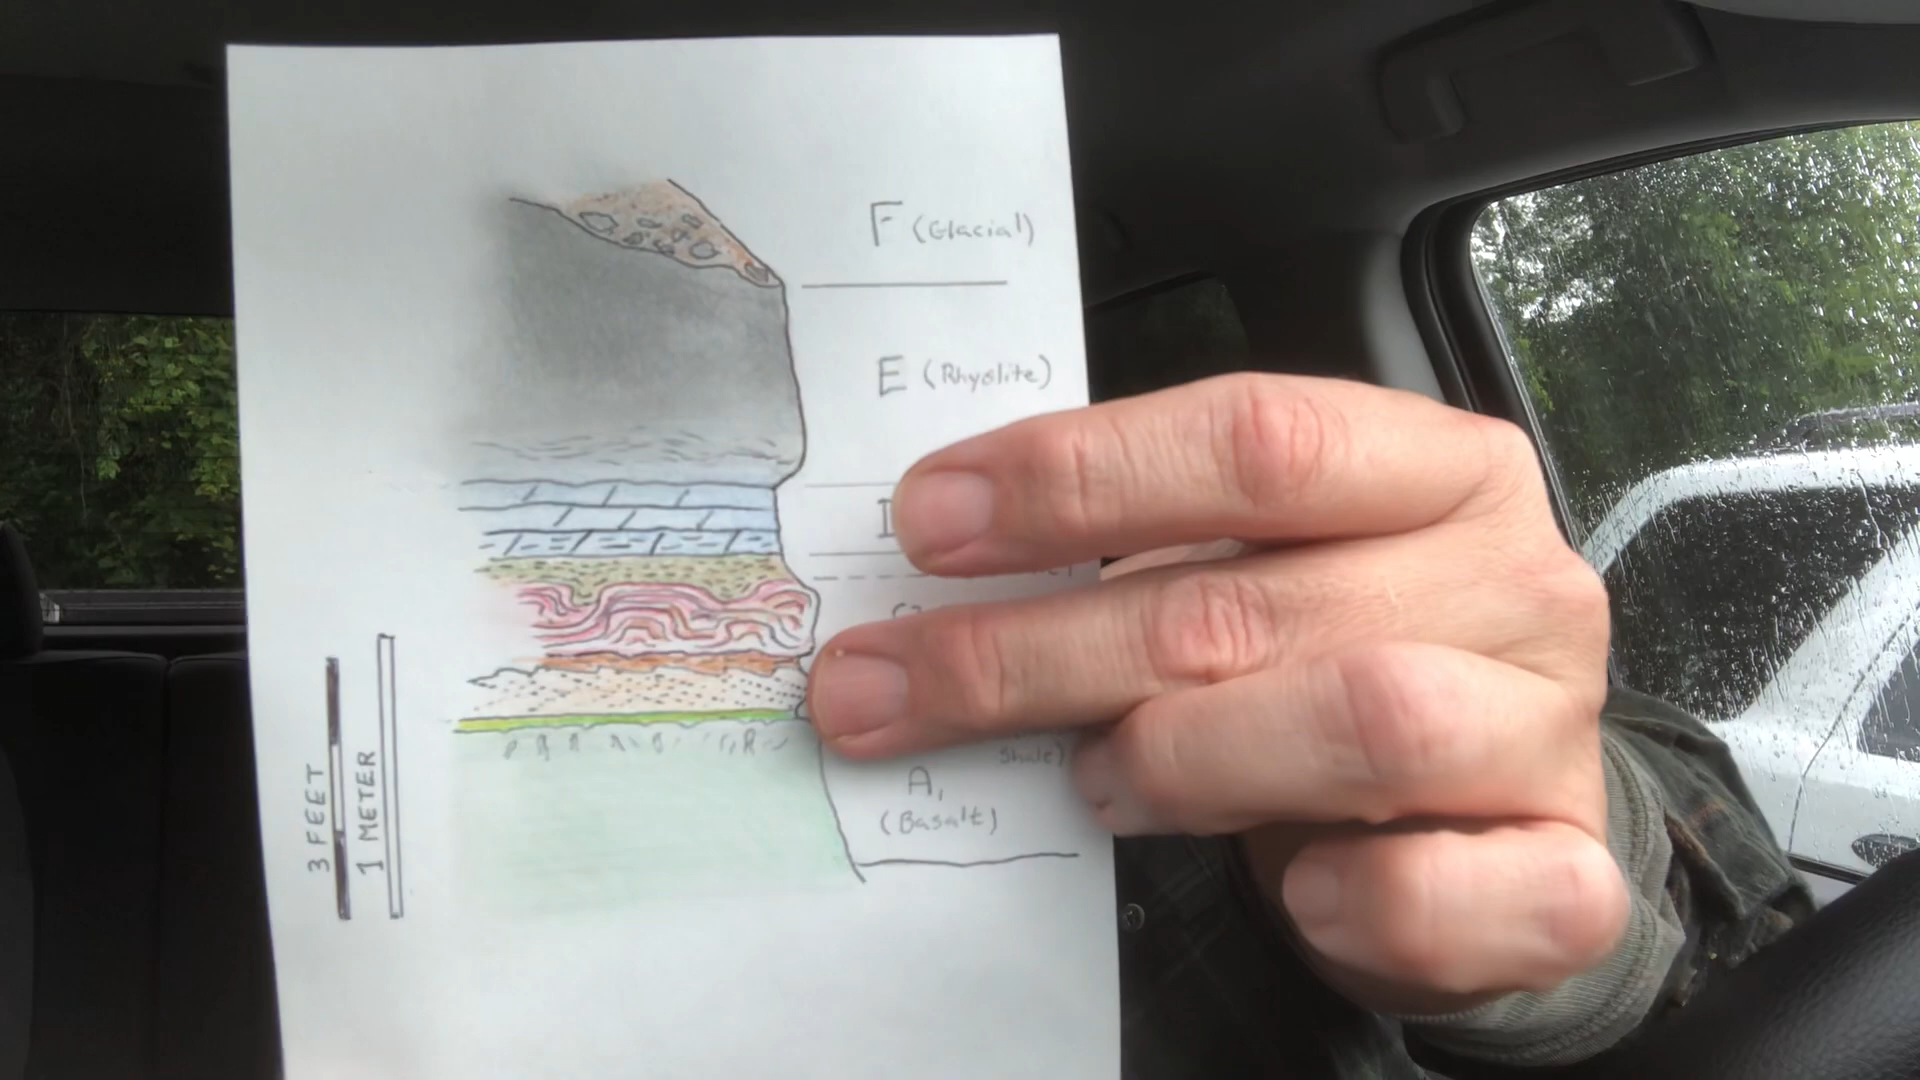 F (Glacial)
E (Rhyolite)
Shale)
A,
(Basalt)
3 FEET
1 METER